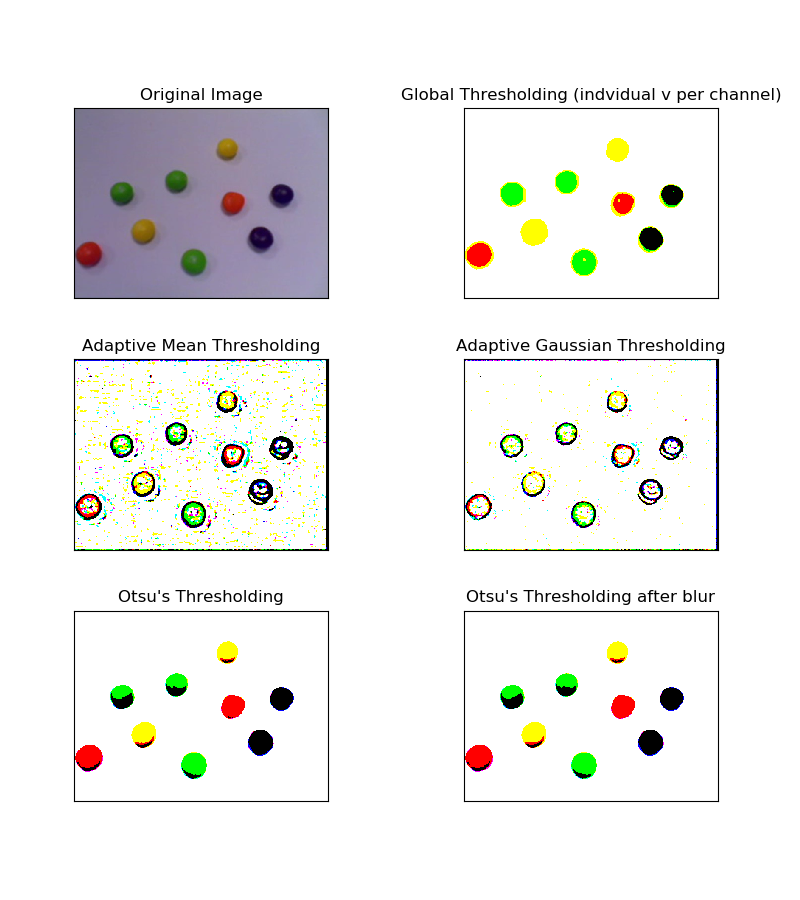 Original Image
Global Thresholding (indvidual v per channel)
Adaptive Mean Thresholding
Adaptive Gaussian Thresholding
Otsu's Thresholding
Otsu's Thresholding after blur